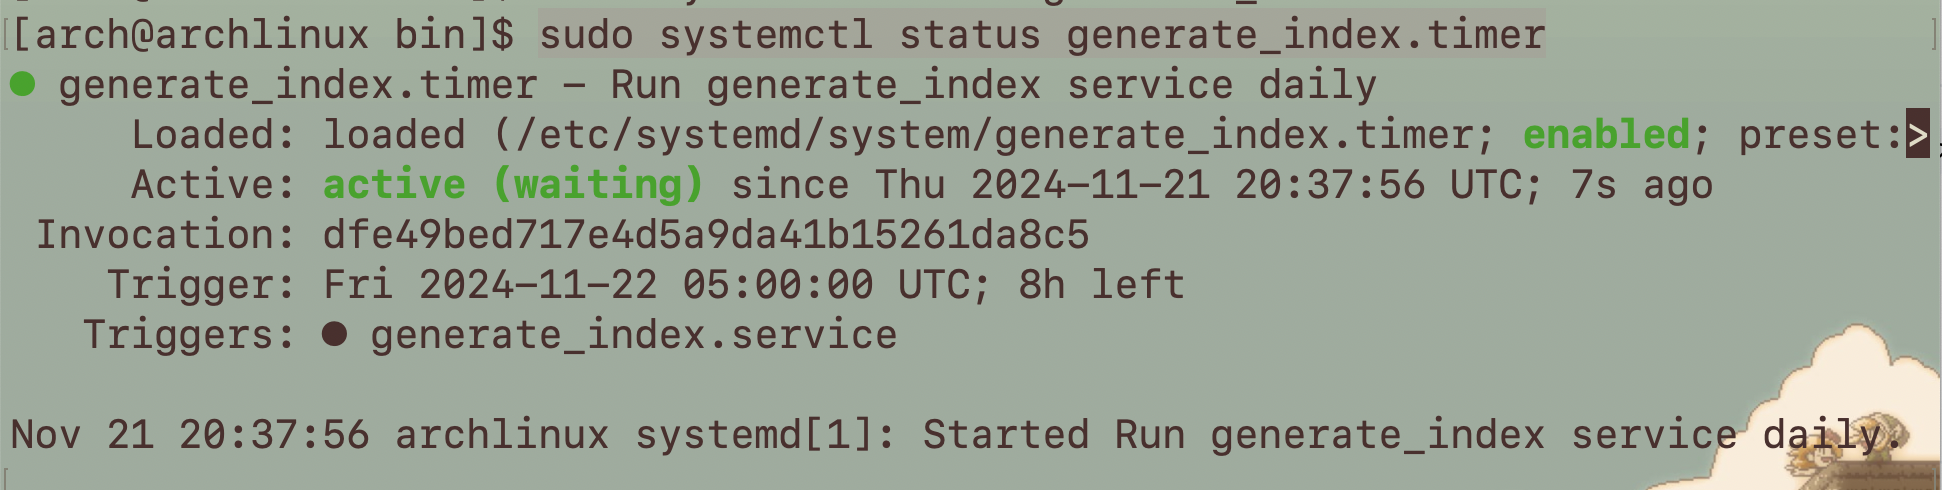 [arch@archlinux bin]$ sudo systemctl status generate_index.timer
● generate_index.timer – Run generate_index service daily
Loaded: loaded (/etc/systemd/system/generate_index.timer; enabled; preset:>
Active: active (waiting) since Thu 2024–11–21 20:37:56 UTC; 7s ago
Invocation: dfe49bed717e4d5a9da41b15261da8c5
Trigger: Fri 2024–11–22 05:00:00 UTC; 8h left
Triggers: ● generate_index.service
Nov 21 20:37:56 archlinux systemd[1]: Started Run generate_index service daily.